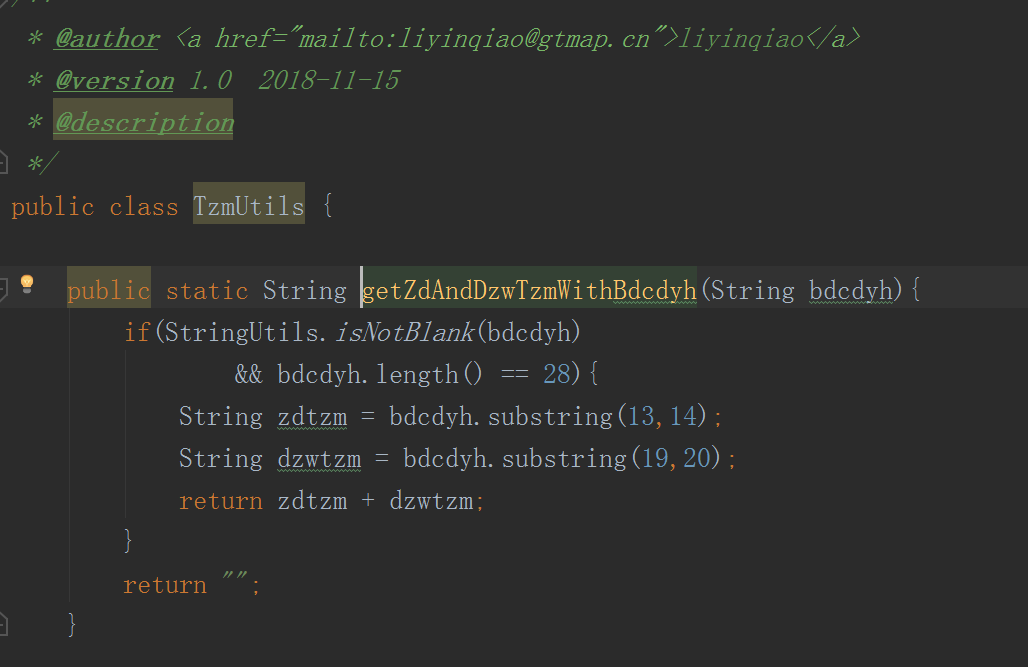 * @author <a href="mailto:liyinqiao@gtmap.cn">liyinqiao</a>
* @version 1.0  2018-11-15
* @description
*/
public class TzmUtils {
public static String getZdAndDzwTzmWithBdcdyh(String bdcdyh){
if(StringUtils.isNotBlank(bdcdyh)
&& bdcdyh.length() == 28){
String zdtzm = bdcdyh.substring(13,14);
String dzwtzm = bdcdyh.substring(19,20);
return zdtzm + dzwtzm;
}
return "";
}